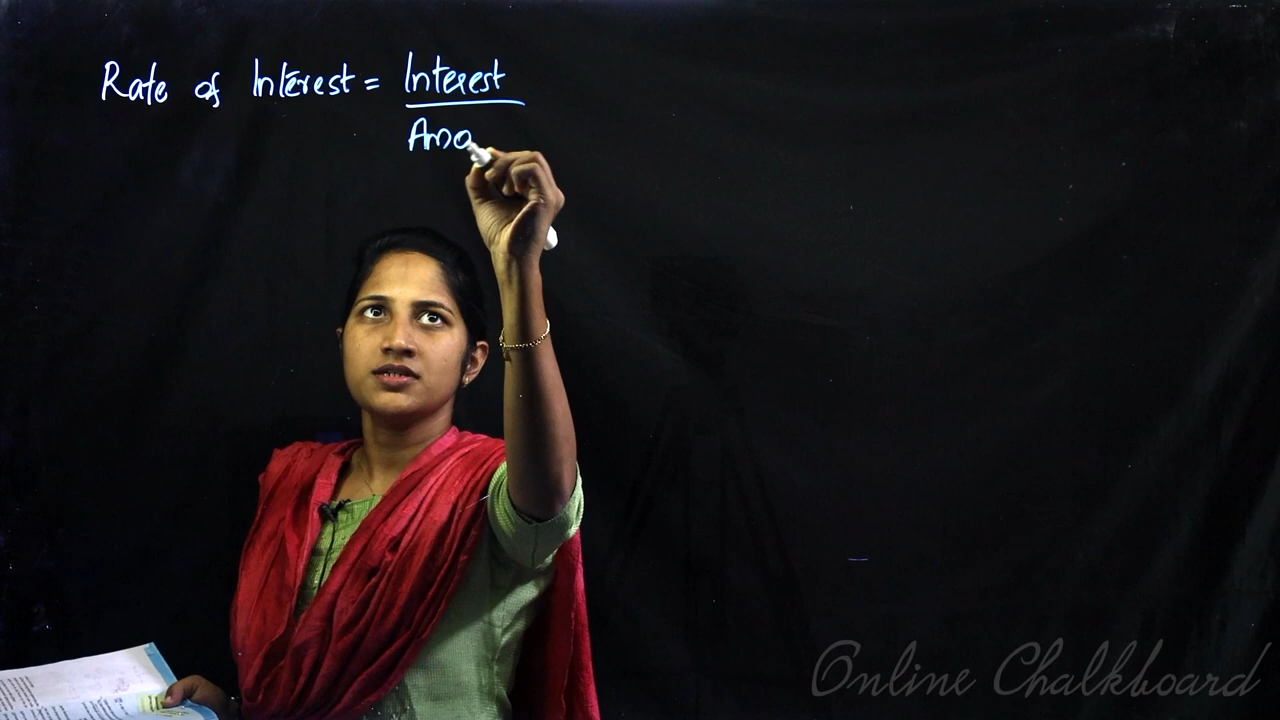 Rate of Interest = Interest
Amo
Online Chalkboard